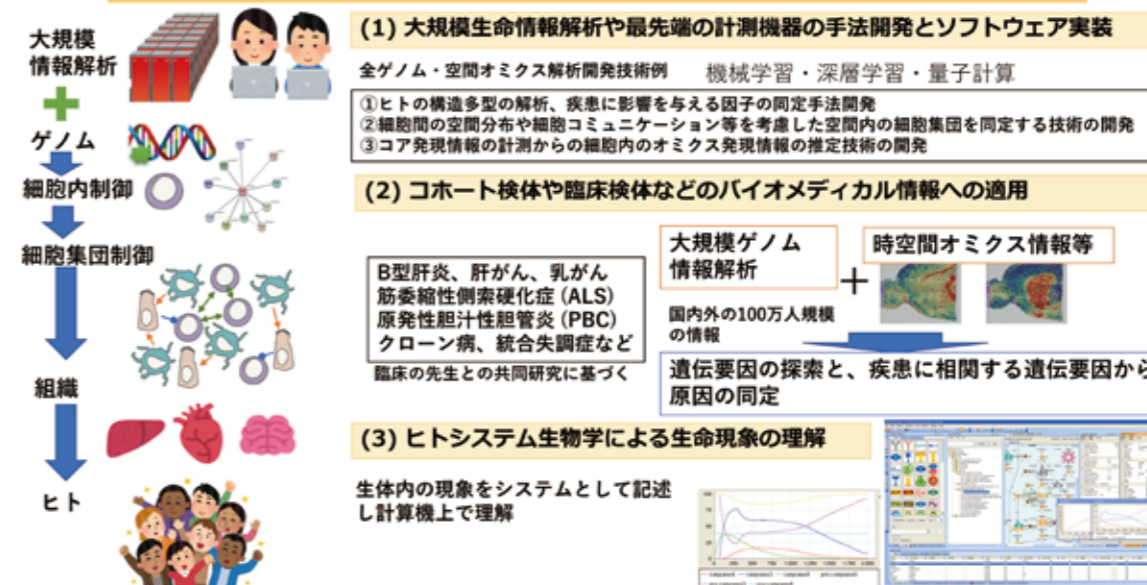 大規模
情報解析
ゲノム
細胞内制御
細胞集団制御
組織
ヒト
(1) 大規模生命情報解析や最先端の計測機器の手法開発とソフトウェア実装
全ゲノム・空間オミクス解析開発技術例 機械学習・深層学習・量子計算
①ヒトの構造多型の解析、疾患に影響を与える因子の同定手法開発
②細胞間の空間分布や細胞コミュニケーション等を考慮した空間内の細胞集団を同定する技術の開発
③コア発現情報の計測からの細胞内のオミクス発現情報の推定技術の開発
(2) コホート検体や臨床検体などのバイオメディカル情報への適用
B型肝炎、肝がん、乳がん
筋委縮性側索硬化症 (ALS)
原発性胆汁性胆管炎 (PBC)
クローン病、統合失調症など
臨床の先生との共同研究に基づく
大規模ゲノム
情報解析
+
時空間オミクス情報等
国内外の100万人規模
の情報
遺伝要因の探索と、疾患に相関する遺伝要因から
原因の同定
(3) ヒトシステム生物学による生命現象の理解
生体内の現象をシステムとして記述
し計算機上で理解